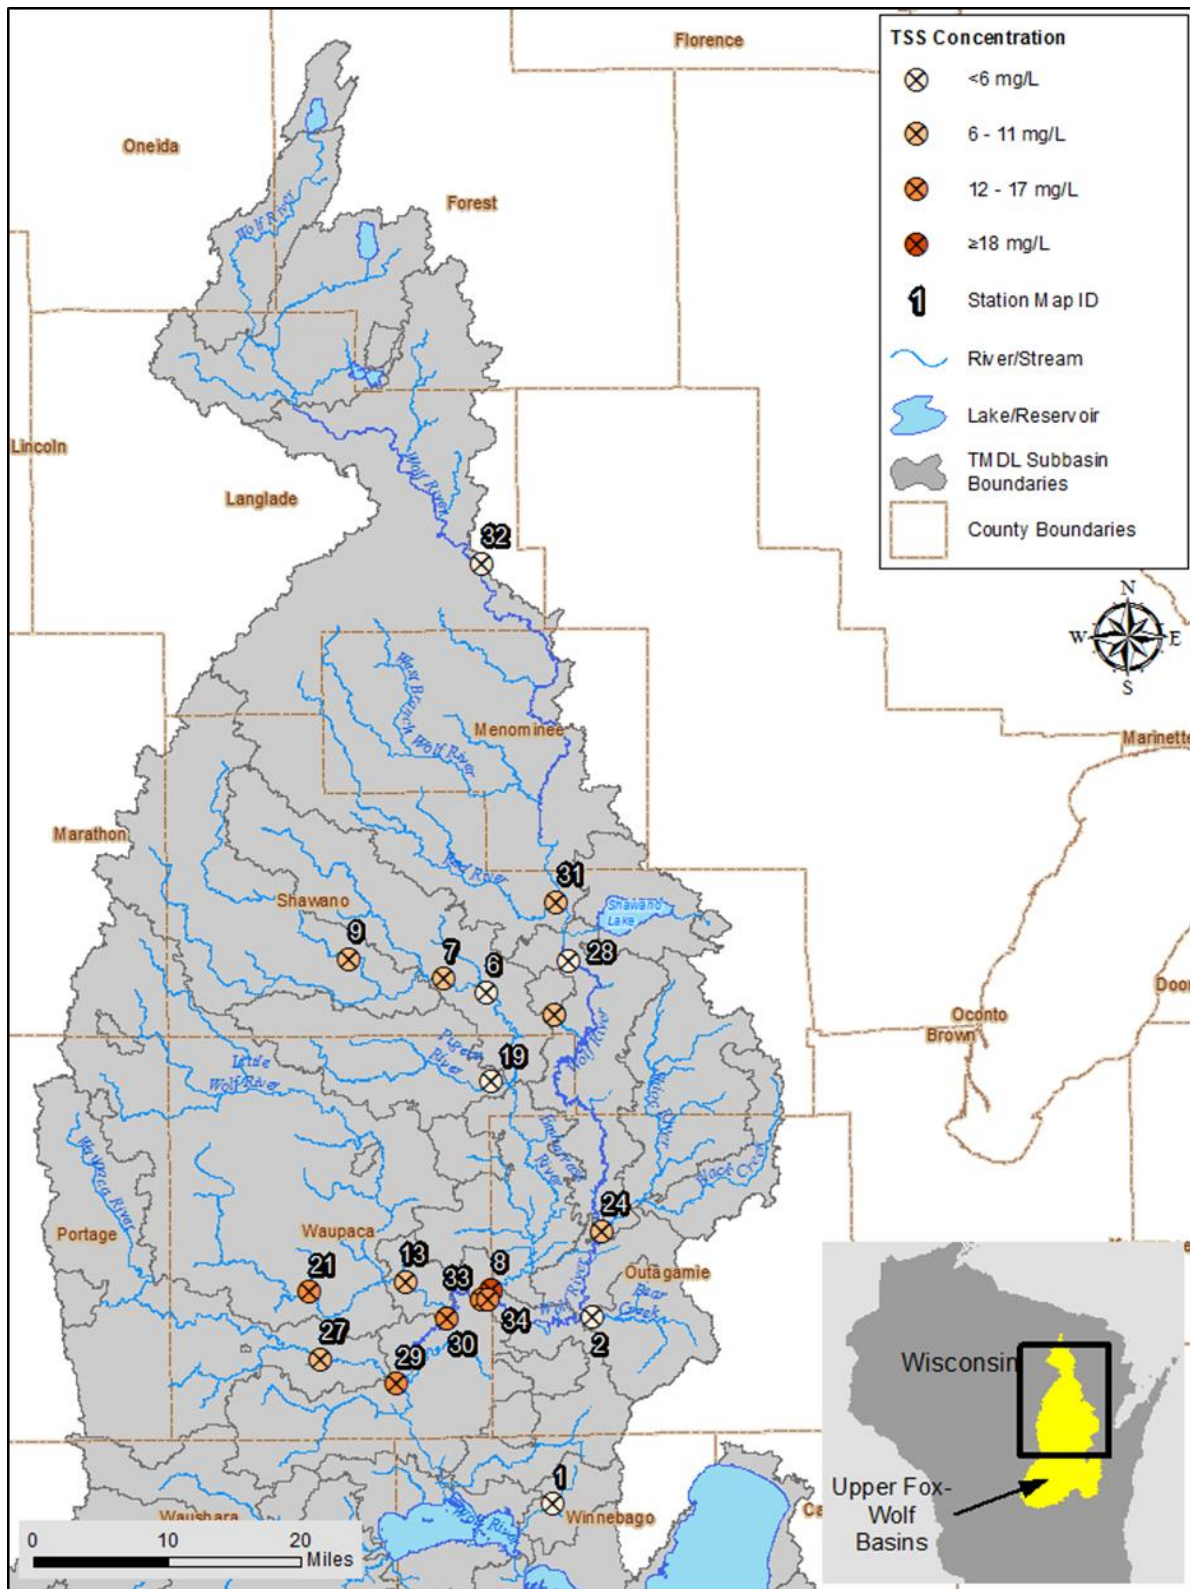 Florence
TSS Concentration
<6 mg/L
6 - 11 mg/L
12 - 17 mg/L
≥18 mg/L
1 Station Map ID
River/Stream
Lake/Reservoir
TMDL Subbasin
Boundaries
County Boundaries
Oneida
Forest
Wolf River
Lincoln
Langlade
Wolf River
32
N
W E
S
West Branch Wolf River
Menominee
Marinette
Marathon
Red River
31
Shawano
Shawano
Lake
9
7
6
28
Door
Oconto
Brown
Wolf River
Pigeon
River
19
Little
Wolf River
Embarrass
River
Shioc
River
Black Creek
Waupaca River
Portage
Waupaca
24
21
13
33
8
Outagamie
Wolf River
Bear
Creek
34
2
30
27
29
Wisconsin
Upper Fox-
Wolf
Basins
1
Winnebago
Ca
Waushara
Wolf River
0 10 20
Miles